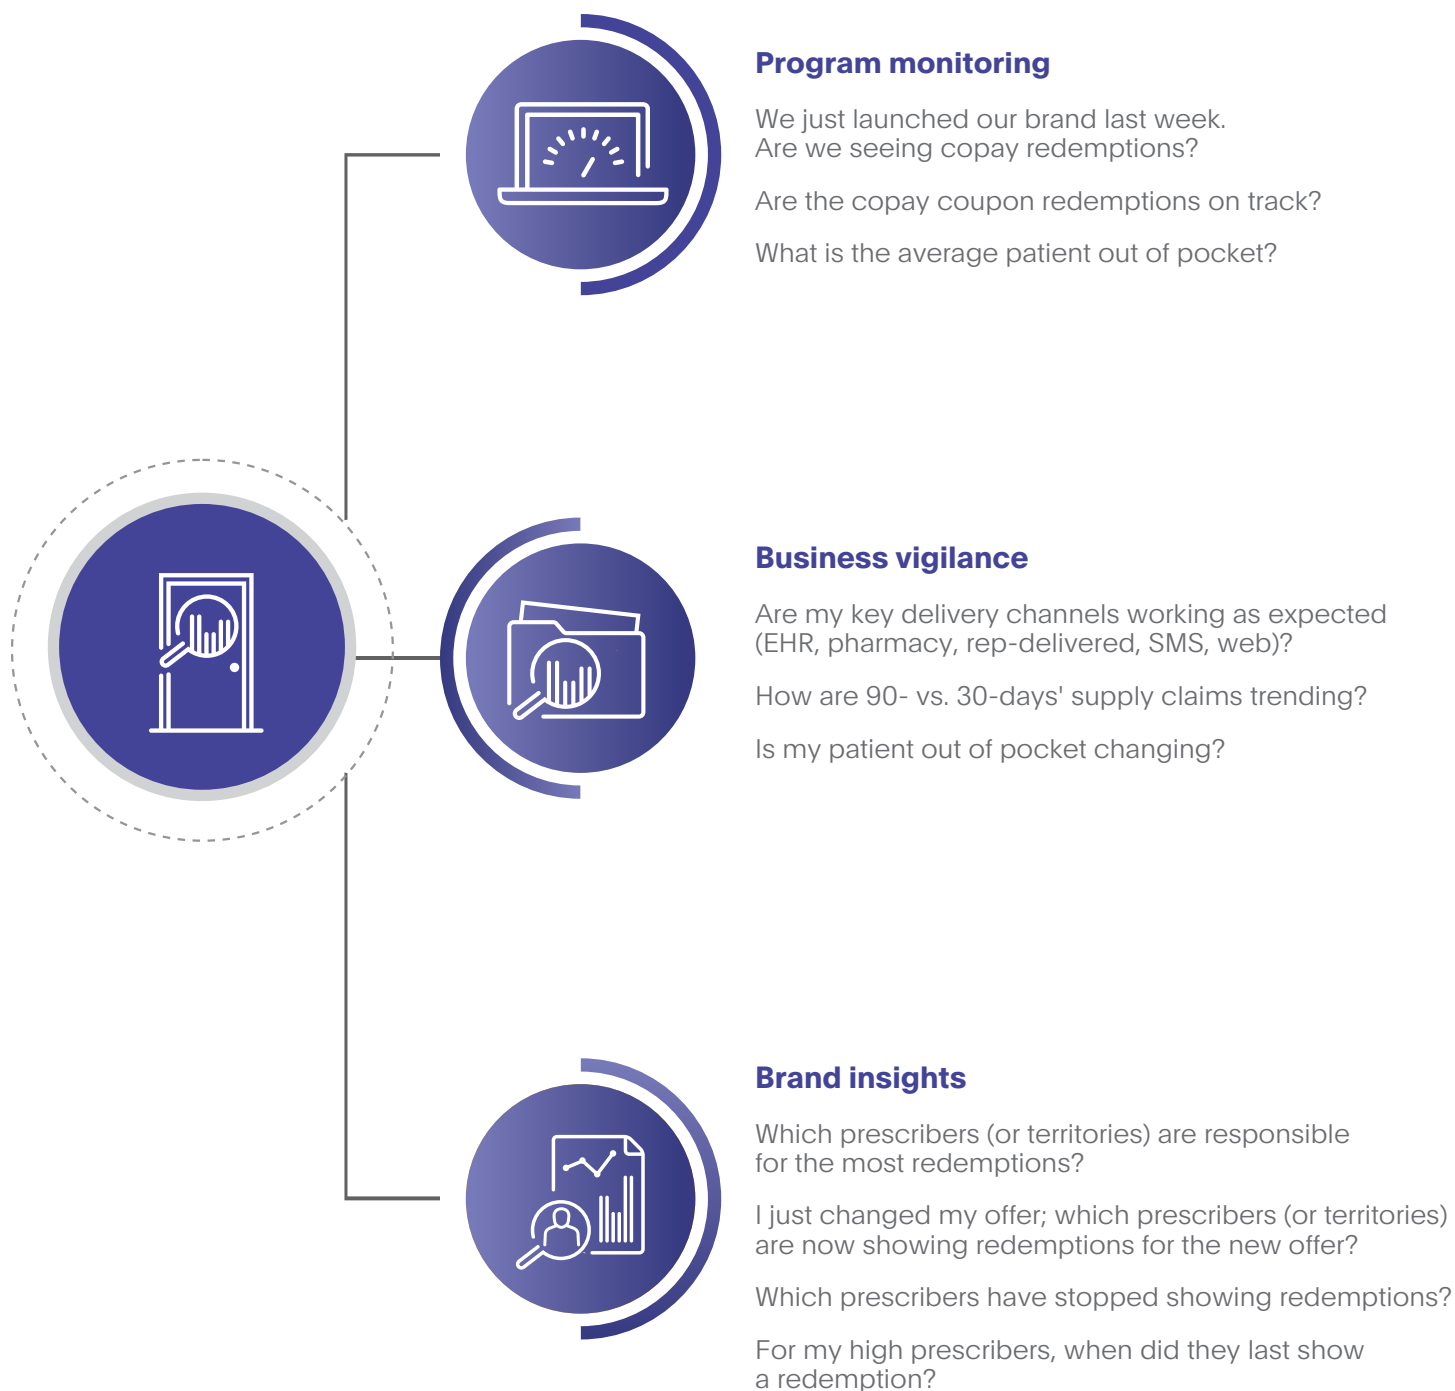 Program monitoring
We just launched our brand last week.
Are we seeing copay redemptions?
Are the copay coupon redemptions on track?
What is the average patient out of pocket?
Business vigilance
Are my key delivery channels working as expected
(EHR, pharmacy, rep-delivered, SMS, web)?
How are 90- vs. 30-days' supply claims trending?
Is my patient out of pocket changing?
Brand insights
Which prescribers (or territories) are responsible
for the most redemptions?
I just changed my offer; which prescribers (or territories)
are now showing redemptions for the new offer?
Which prescribers have stopped showing redemptions?
For my high prescribers, when did they last show
a redemption?